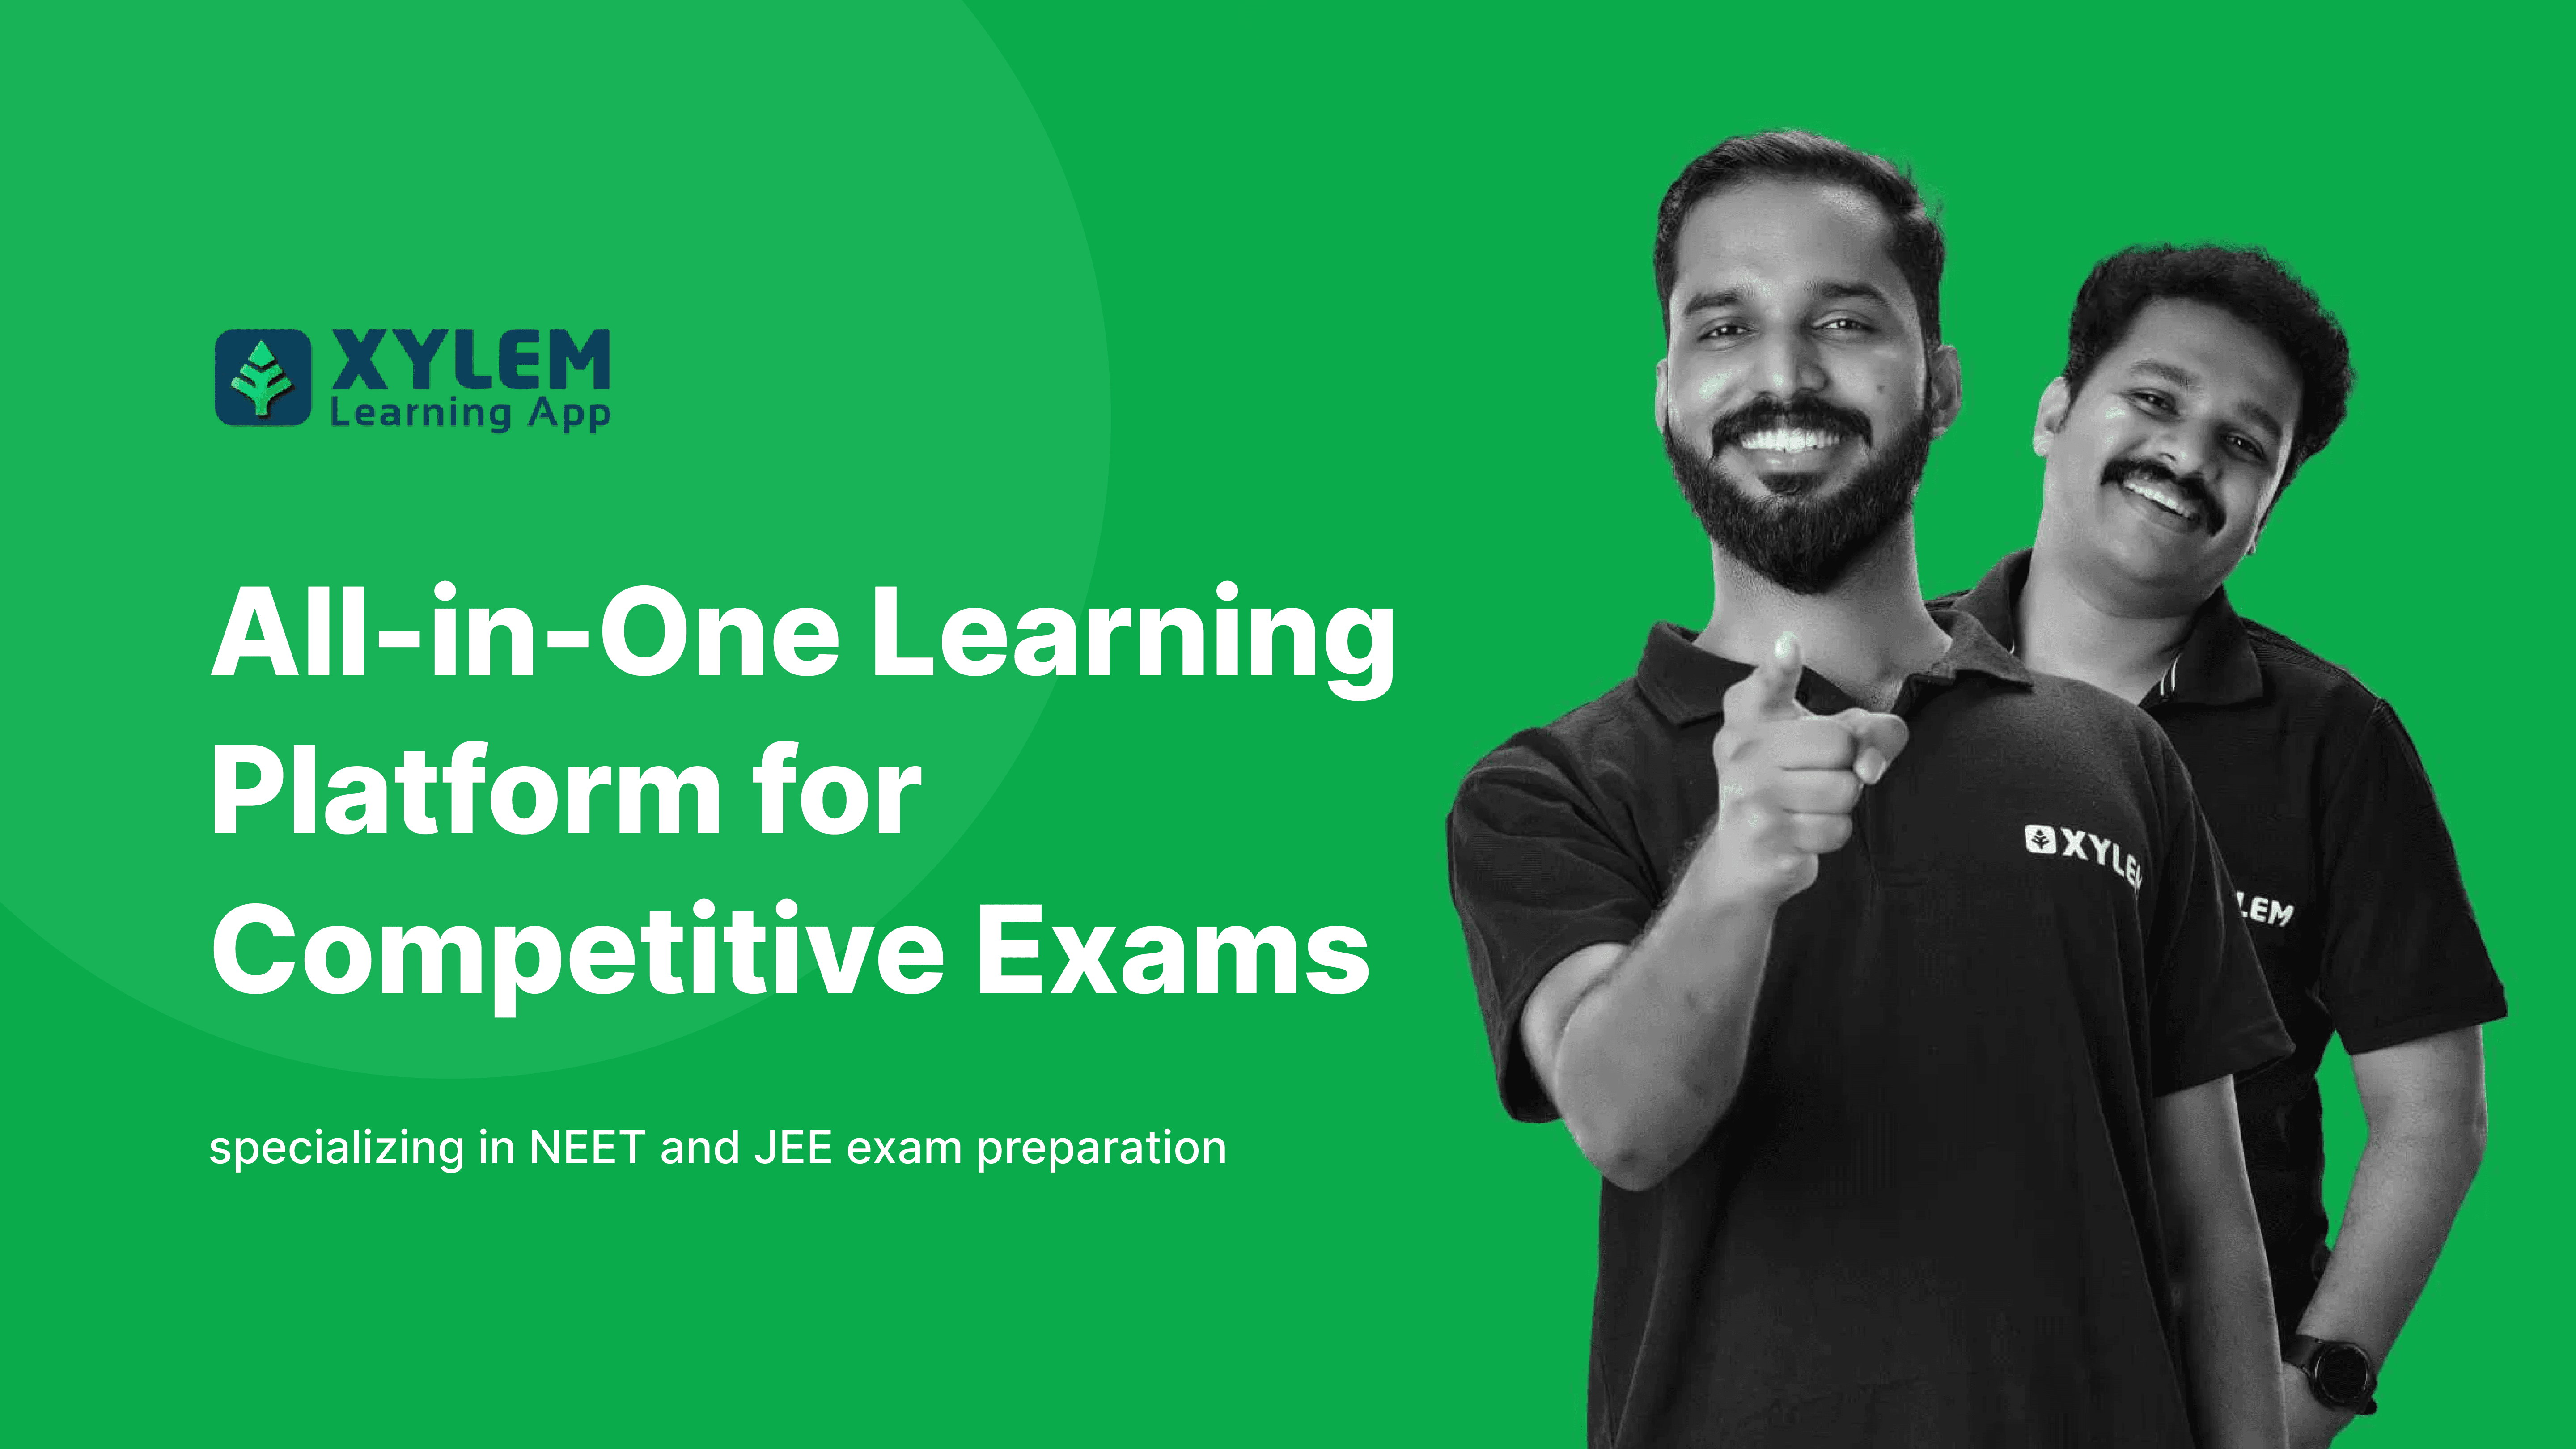 XYLEM
Learning App
All-in-One Learning
Platform for
Competitive Exams
specializing in NEET and JEE exam preparation
XYLEM
LEM